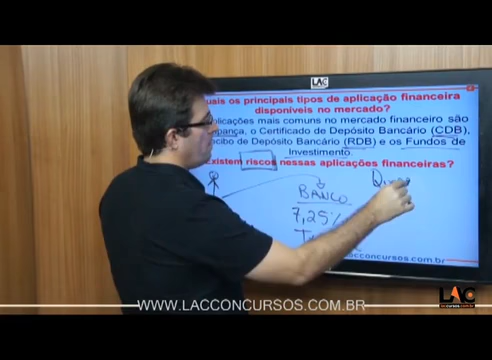 LAC
uais os principais tipos de aplicação financeira
disponíveis no mercado?
plicações mais comuns no mercado financeiro são
upança, o Certificado de Depósito Bancário (CDB),
ecibo de Depósito Bancário (RDB) e os Fundos de
Investimento.
Existem riscos nessas aplicações financeiras?
BANCO
7,25%
acconcursos.com.br
WWW.LACCONCURSOS.COM.BR
LAC